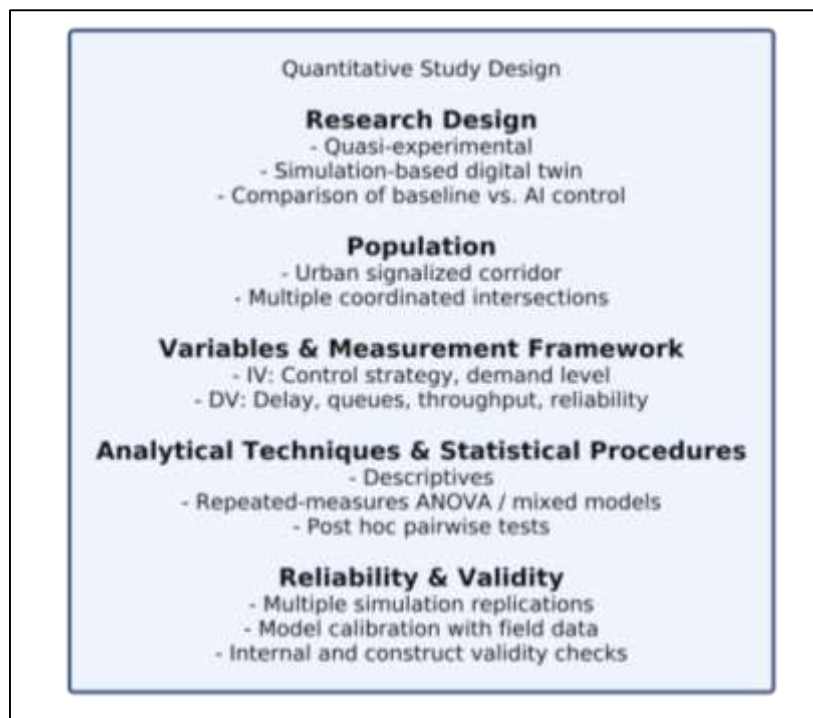 Quantitative Study Design
Research Design
- Quasi-experimental
- Simulation-based digital twin
- Comparison of baseline vs. AI control
Population
- Urban signalized corridor
- Multiple coordinated intersections
Variables & Measurement Framework
- IV: Control strategy, demand level
- DV: Delay, queues, throughput, reliability
Analytical Techniques & Statistical Procedures
- Descriptives
- Repeated-measures ANOVA / mixed models
- Post hoc pairwise tests
Reliability & Validity
- Multiple simulation replications
- Model calibration with field data
- Internal and construct validity checks